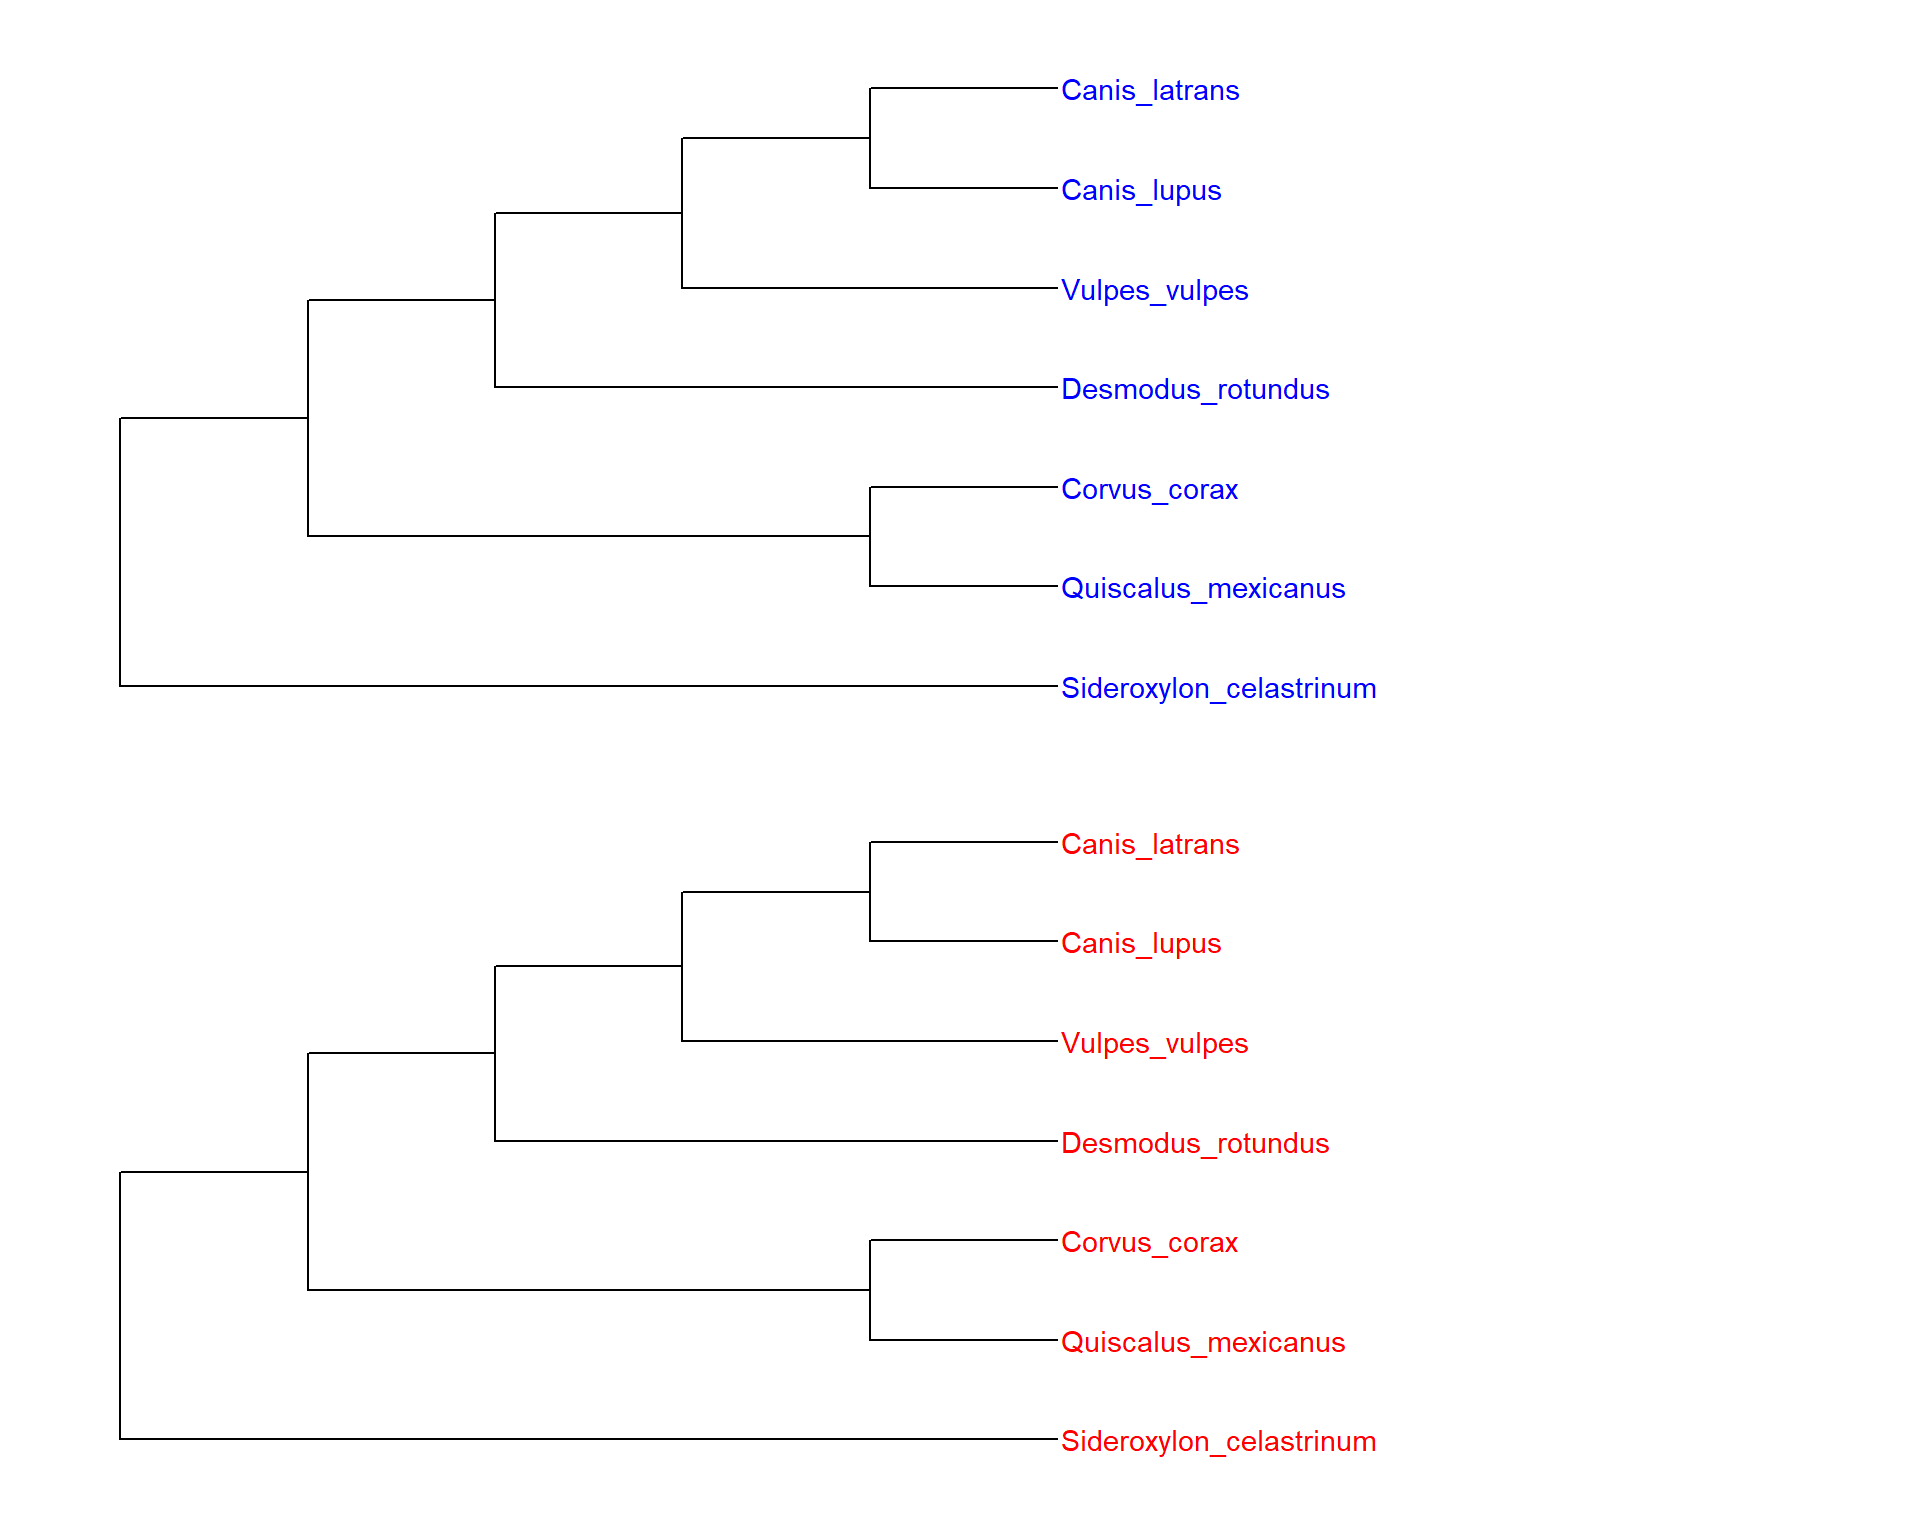 Canis_latrans
Canis_lupus
Vulpes_vulpes
Desmodus_rotundus
Corvus_corax
Quiscalus_mexicanus
Sideroxylon_celastrinum
Canis_latrans
Canis_lupus
Vulpes_vulpes
Desmodus_rotundus
Corvus_corax
Quiscalus_mexicanus
Sideroxylon_celastrinum